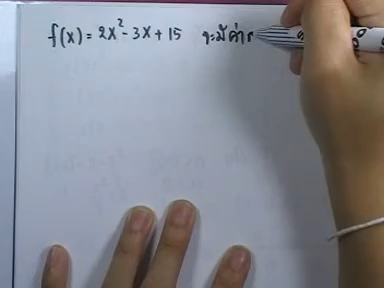 f(x) = 2x² - 3x + 15 จะมีค่า